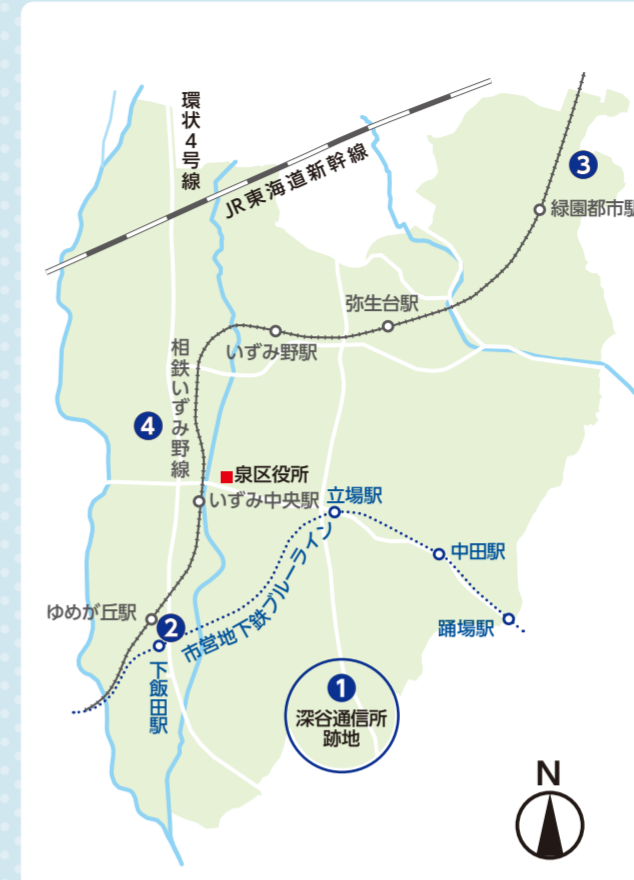 環状4号線
JR東海道新幹線
3
緑園都市駅
弥生台駅
いずみ野駅
相鉄いずみ野線
4
泉区役所
いずみ中央駅
立場駅
中田駅
市営地下鉄ブルーライン
ゆめが丘駅
2
踊場駅
下飯田駅
1
深谷通信所
跡地
N